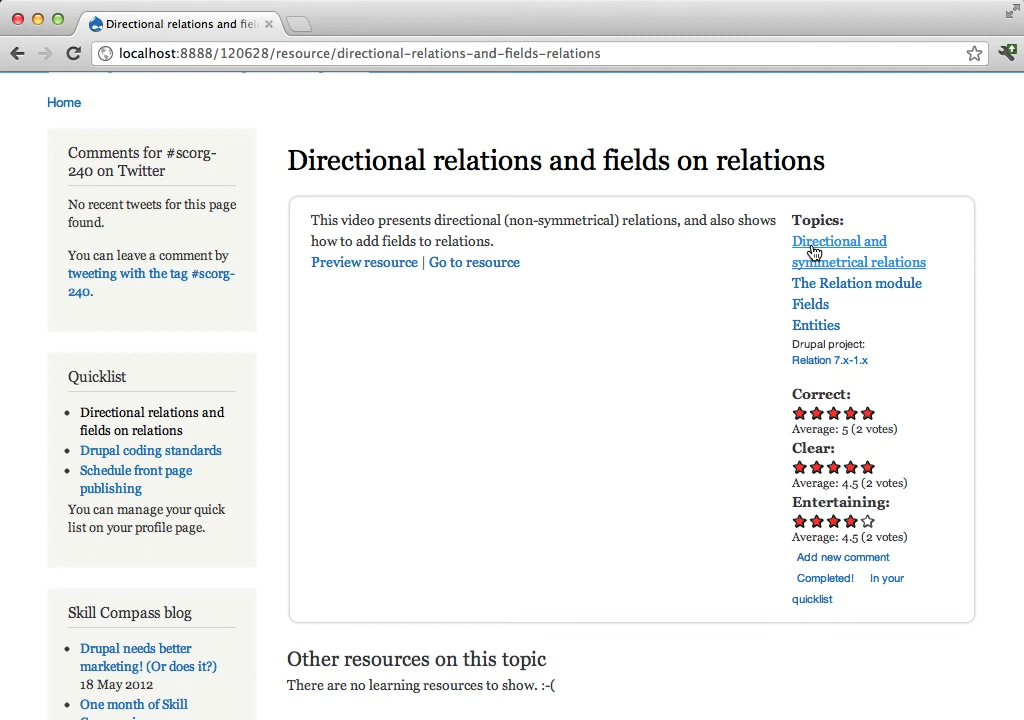 Directional relations and fiel
localhost:8888/120628/resource/directional-relations-and-fields-relations
Home
Comments for #scorg-
240 on Twitter
No recent tweets for this page
found.
You can leave a comment by
tweeting with the tag #scorg-
240.
Quicklist
Directional relations and
fields on relations
Drupal coding standards
Schedule front page
publishing
You can manage your quick
list on your profile page.
Skill Compass blog
Drupal needs better
marketing! (Or does it?)
18 May 2012
One month of Skill
Directional relations and fields on relations
This video presents directional (non-symmetrical) relations, and also shows
how to add fields to relations.
Preview resource | Go to resource
Topics:
Directional and
symmetrical relations
The Relation module
Fields
Entities
Drupal project:
Relation 7.x-1.x
Correct:
Average: 5 (2 votes)
Clear:
Average: 4.5 (2 votes)
Entertaining:
Average: 4.5 (2 votes)
Add new comment
Completed! In your
quicklist
Other resources on this topic
There are no learning resources to show. :-(